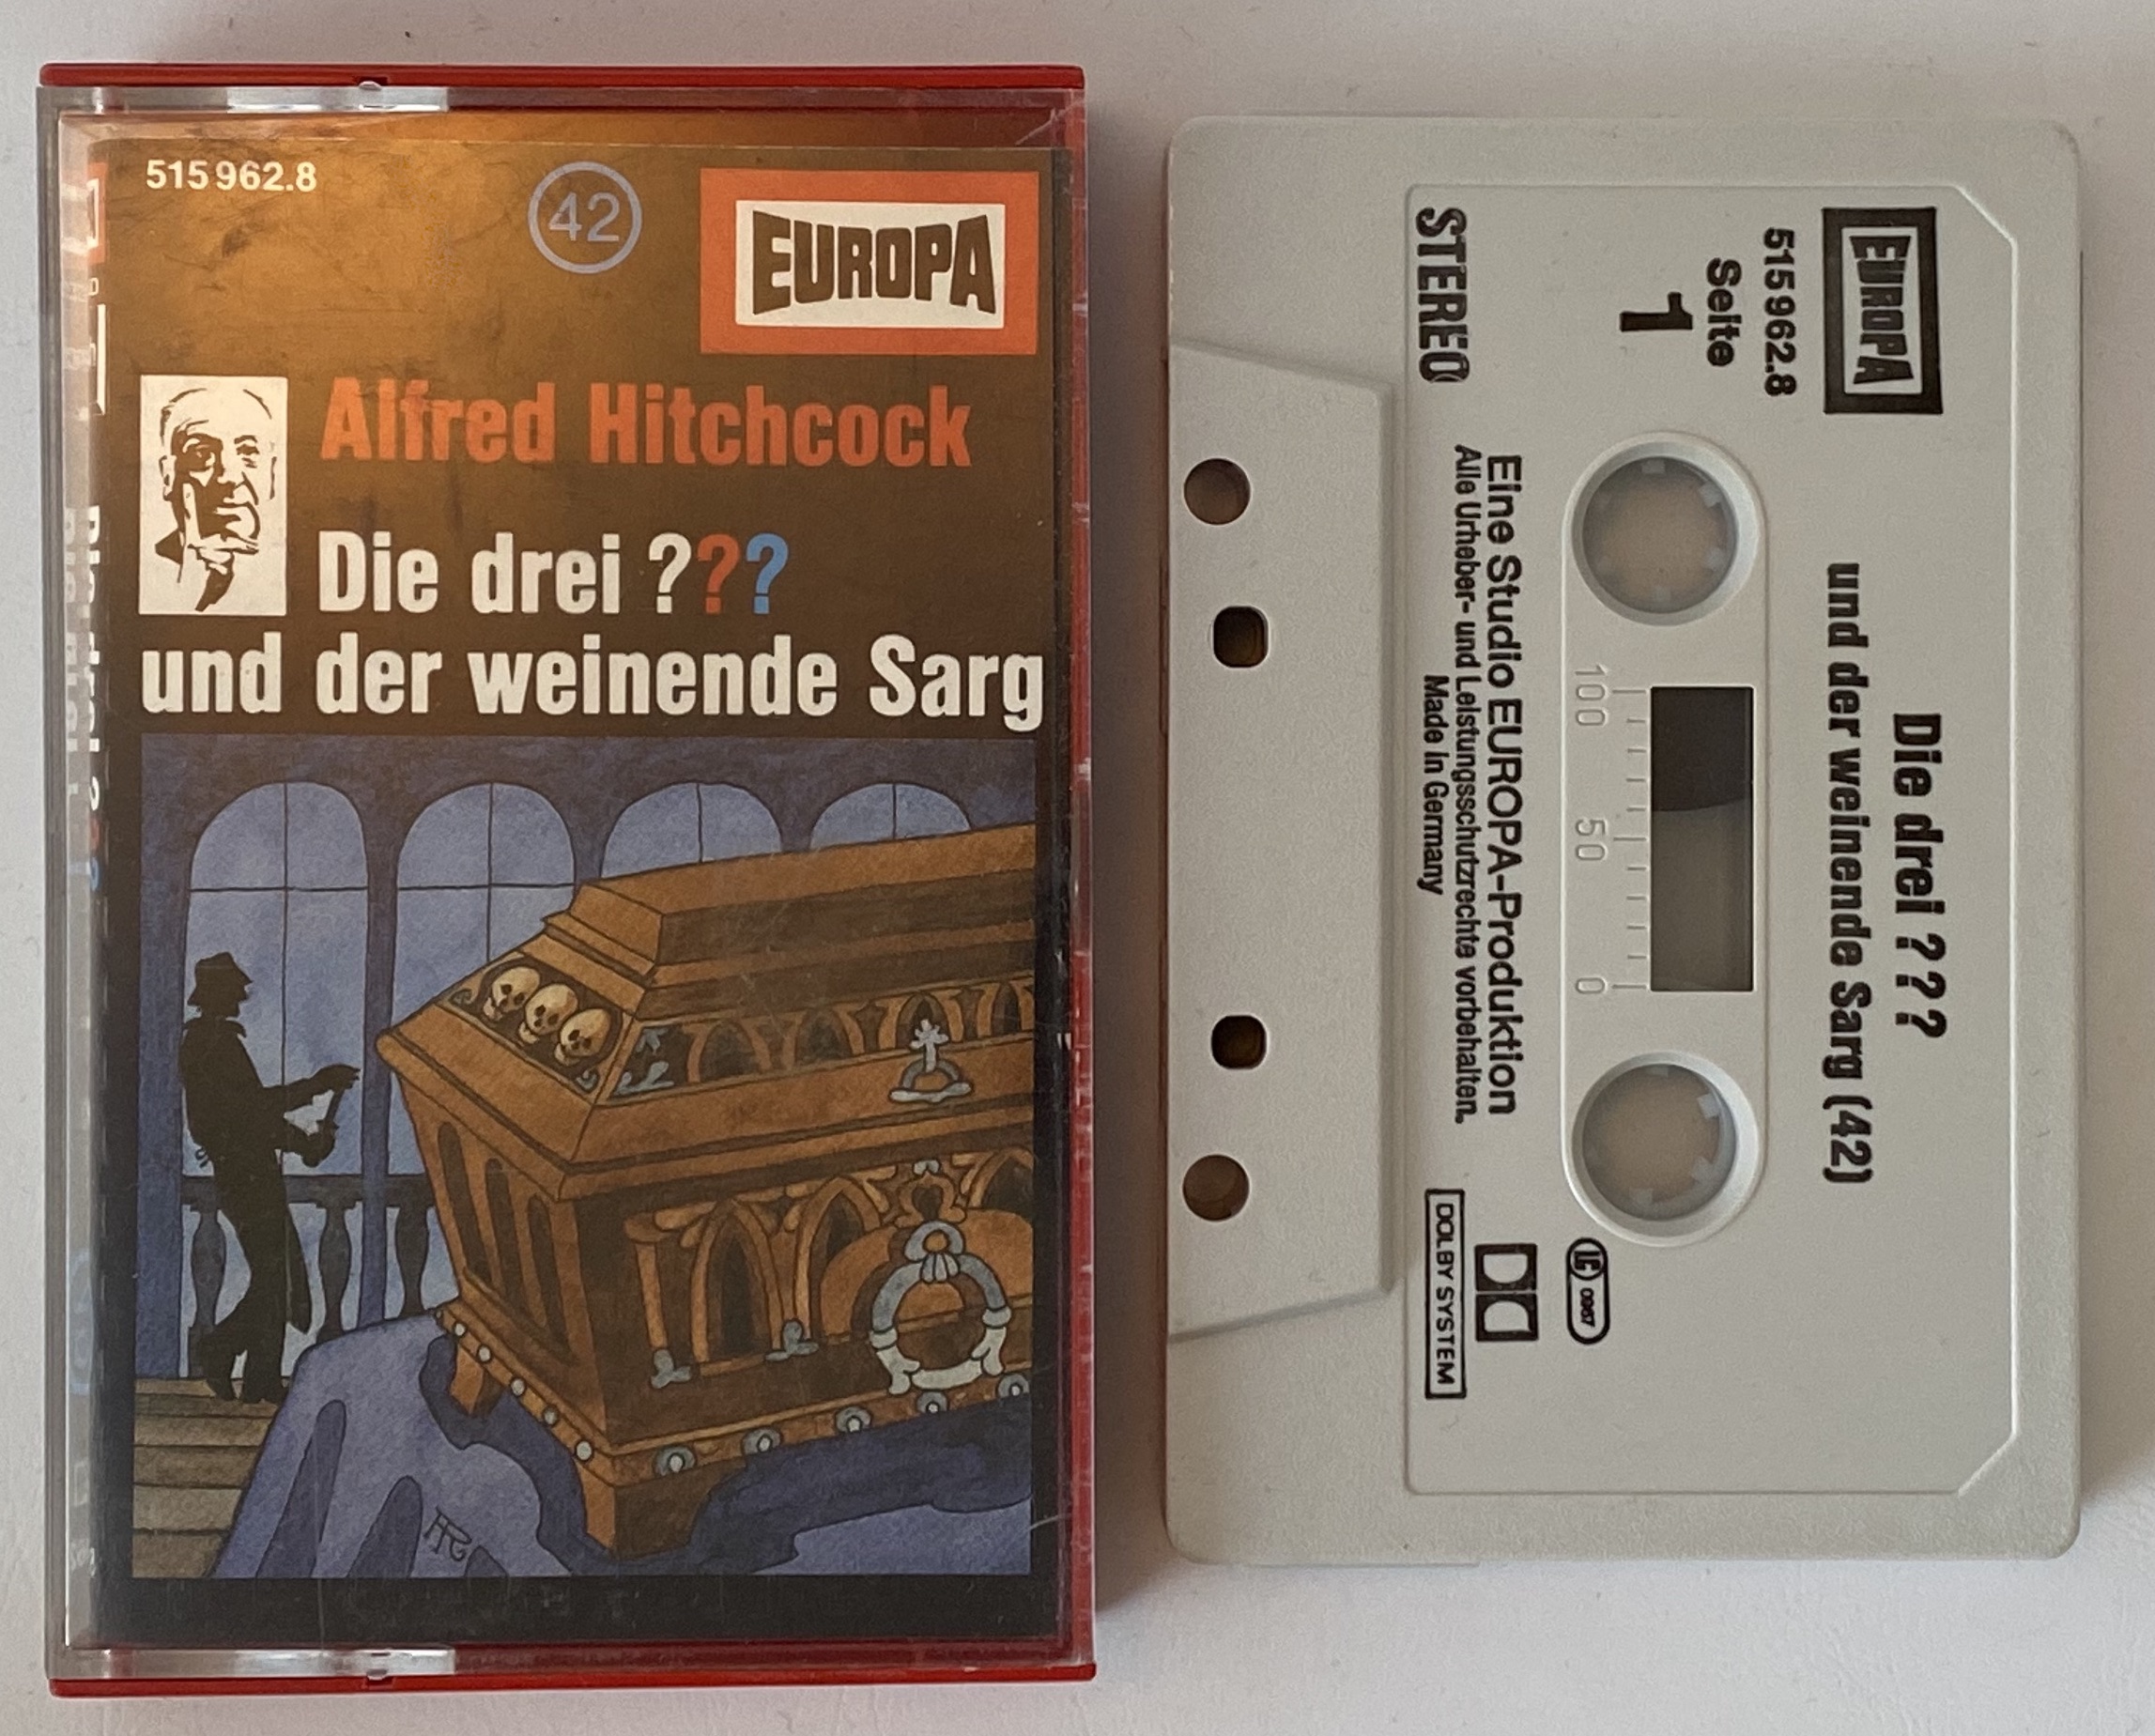 515 962.8
42
EUROPA
Alfred Hitchcock
Die drei ???
und der weinende Sarg
EUROPA
515 962.8
Seite
1
STEREO
Die drei ???
und der weinende Sarg (42)
100 50 0
Eine Studio EUROPA-Produktion
Alle Urheber- und Leistungsschutzrechte vorbehalten.
Made in Germany
LC 0967
DOLBY SYSTEM